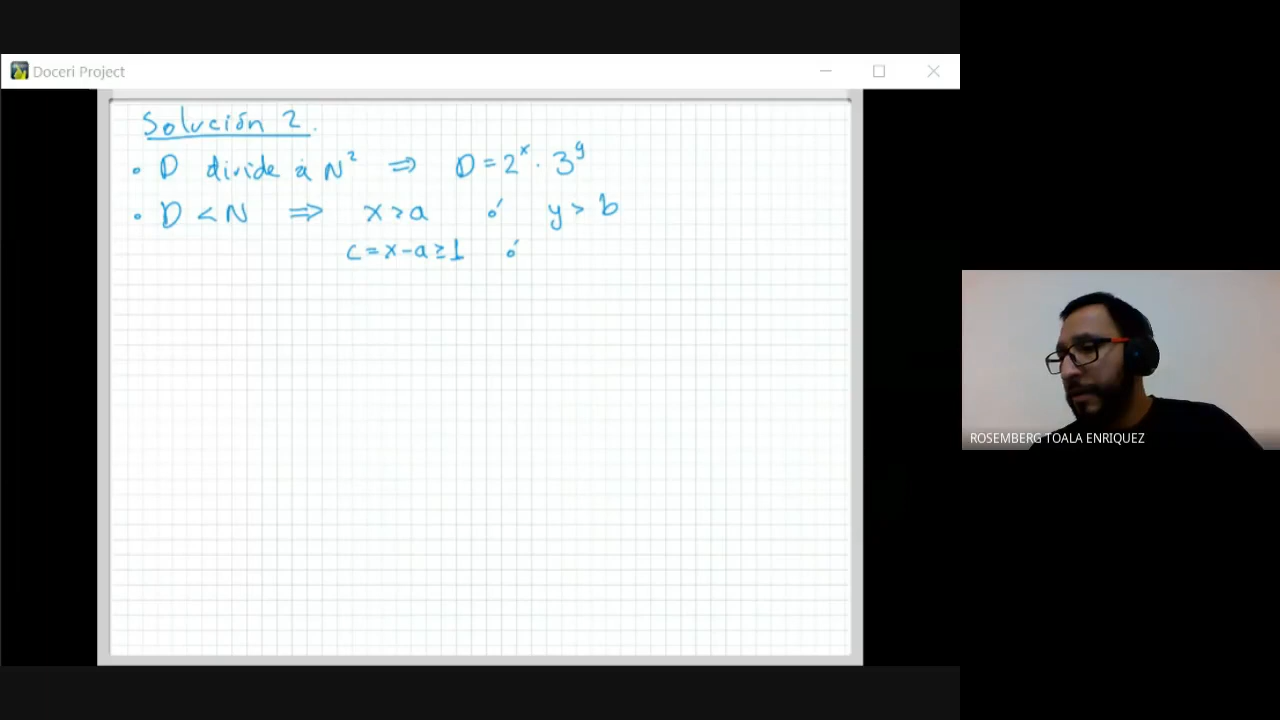 Doceri Project
Solución 2.
• D divide a N² ⇒ D = 2ˣ · 3ʸ
• D < N ⇒ x > a ó y > b
c = x - a ≥ 1 ó
ROSEMBERG TOALA ENRIQUEZ